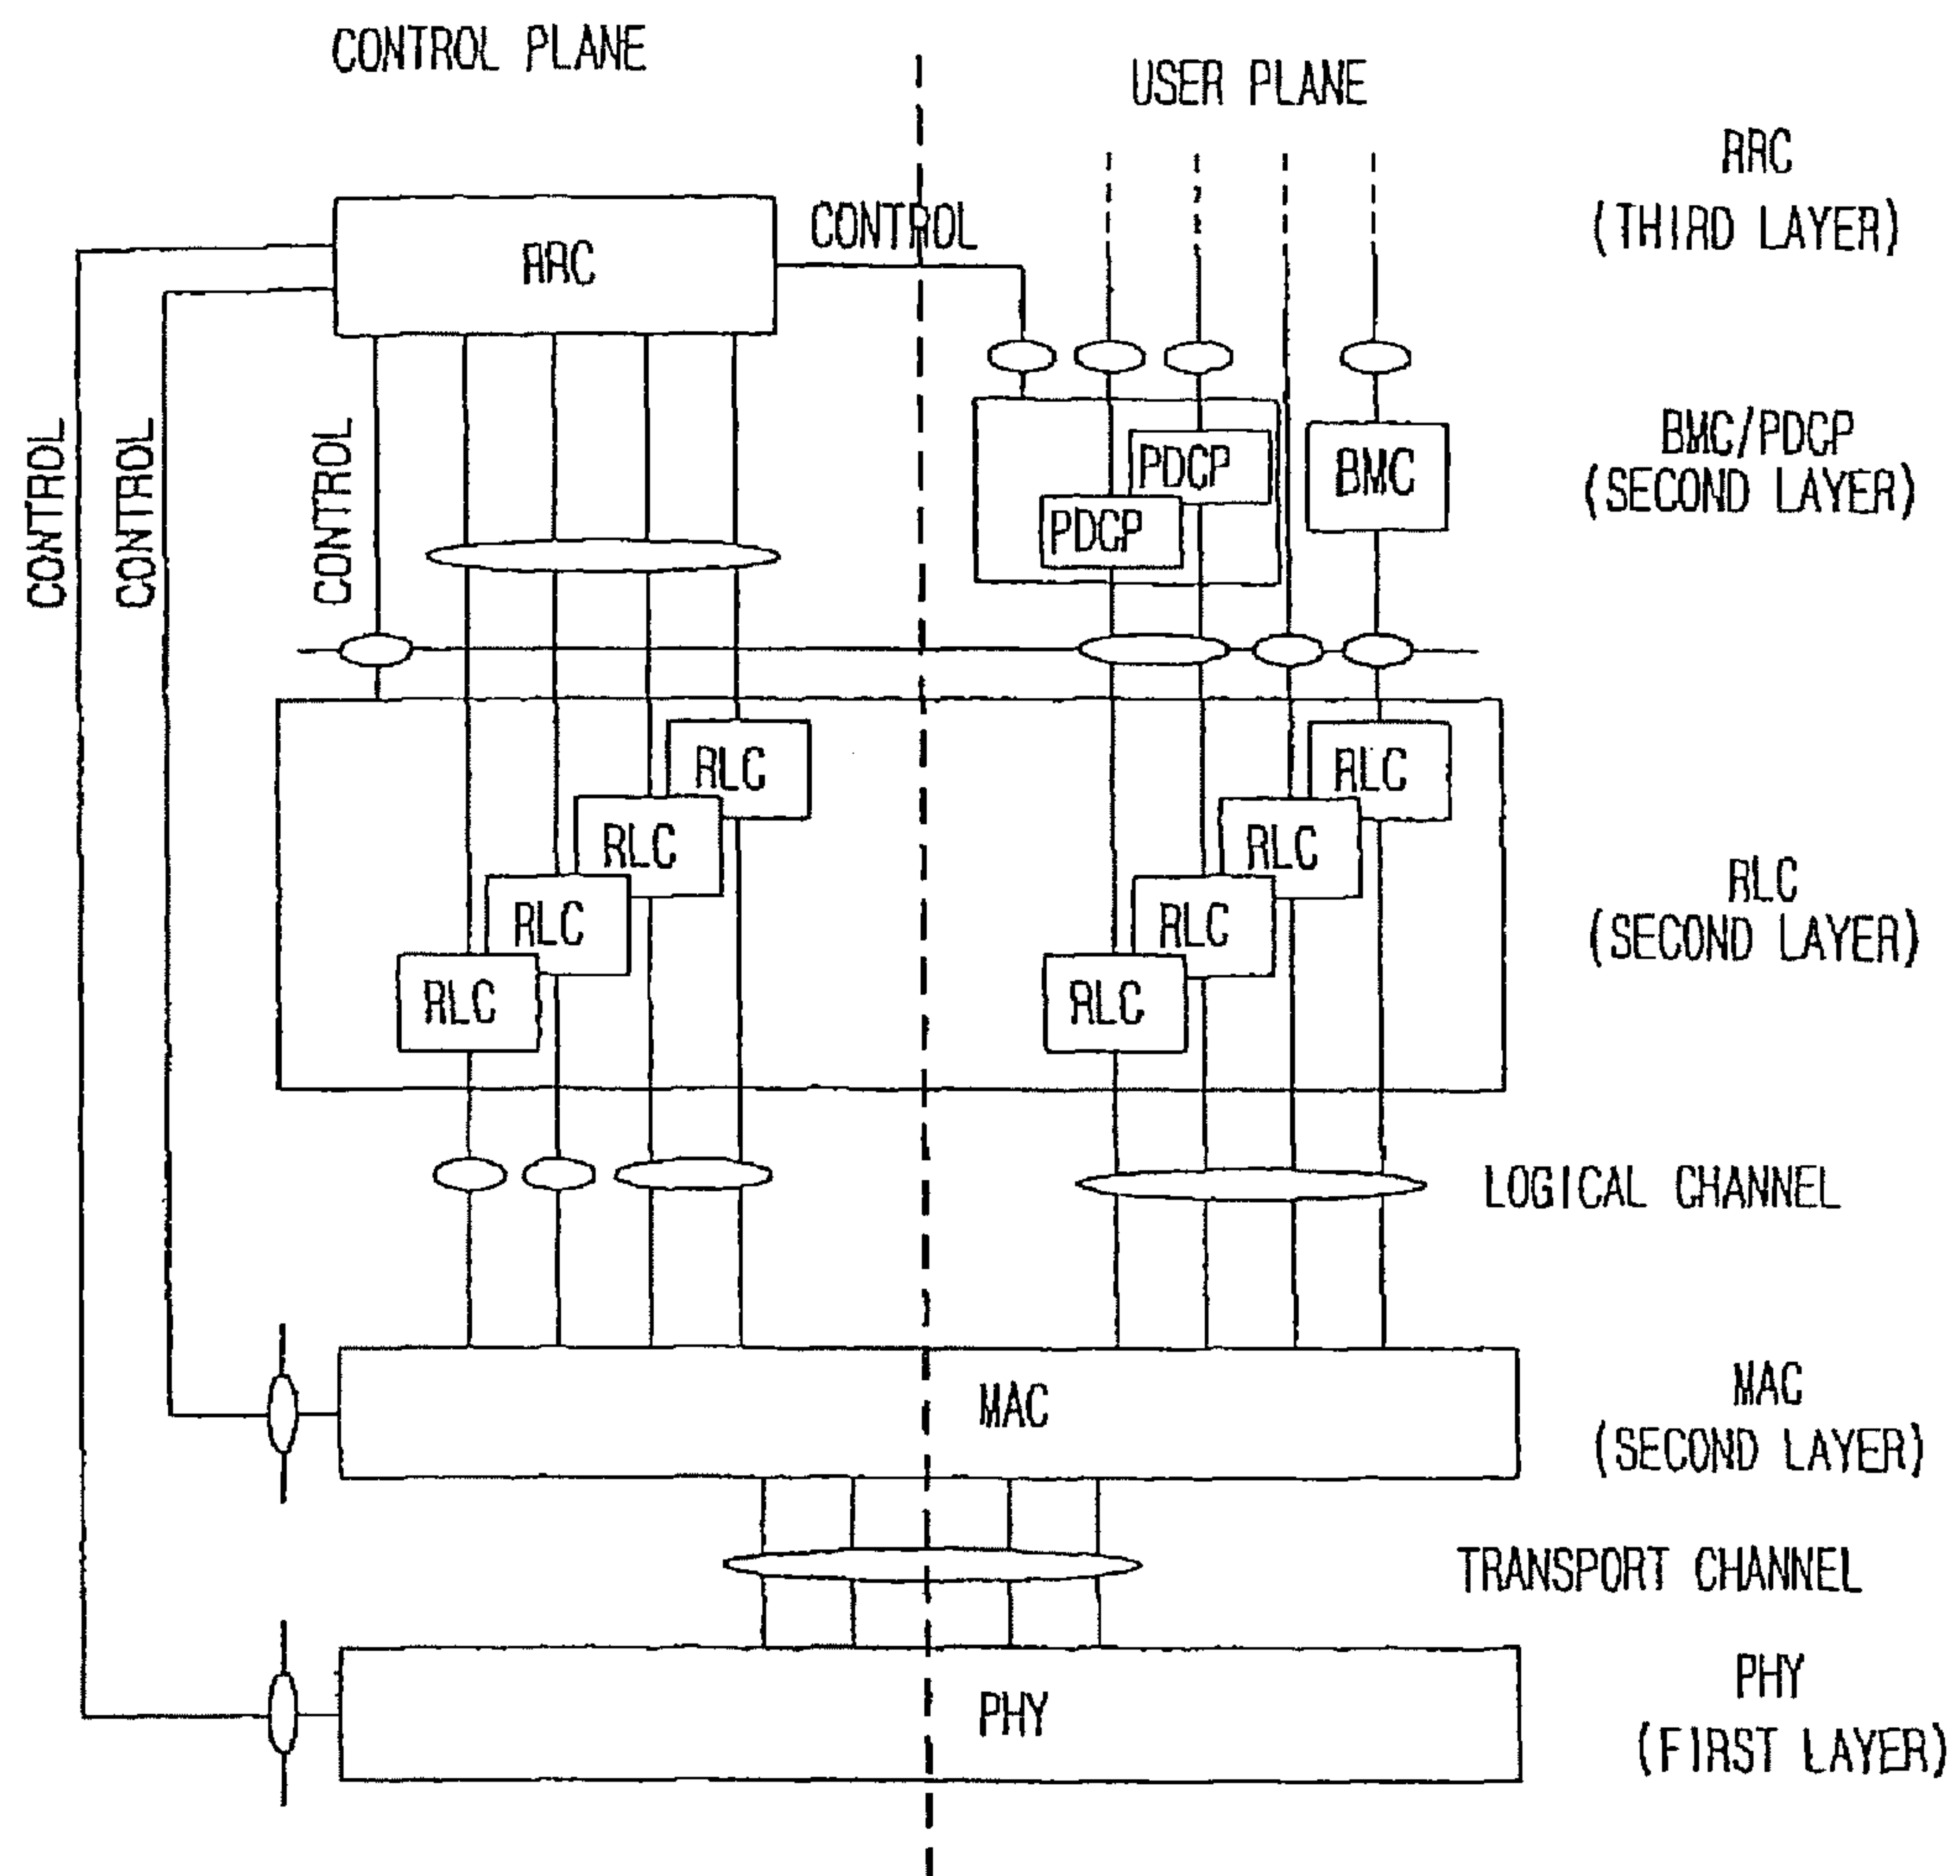 CONTROL PLANE
USER PLANE
RRC
(THIRD LAYER)
CONTROL
RRC
CONTROL
CONTROL
CONTROL
PDCP
PDCP
BMC
BMC/PDCP
(SECOND LAYER)
RLC
RLC
RLC
RLC
RLC
RLC
RLC
RLC
RLC
(SECOND LAYER)
LOGICAL CHANNEL
MAC
MAC
(SECOND LAYER)
TRANSPORT CHANNEL
PHY
PHY
(FIRST LAYER)